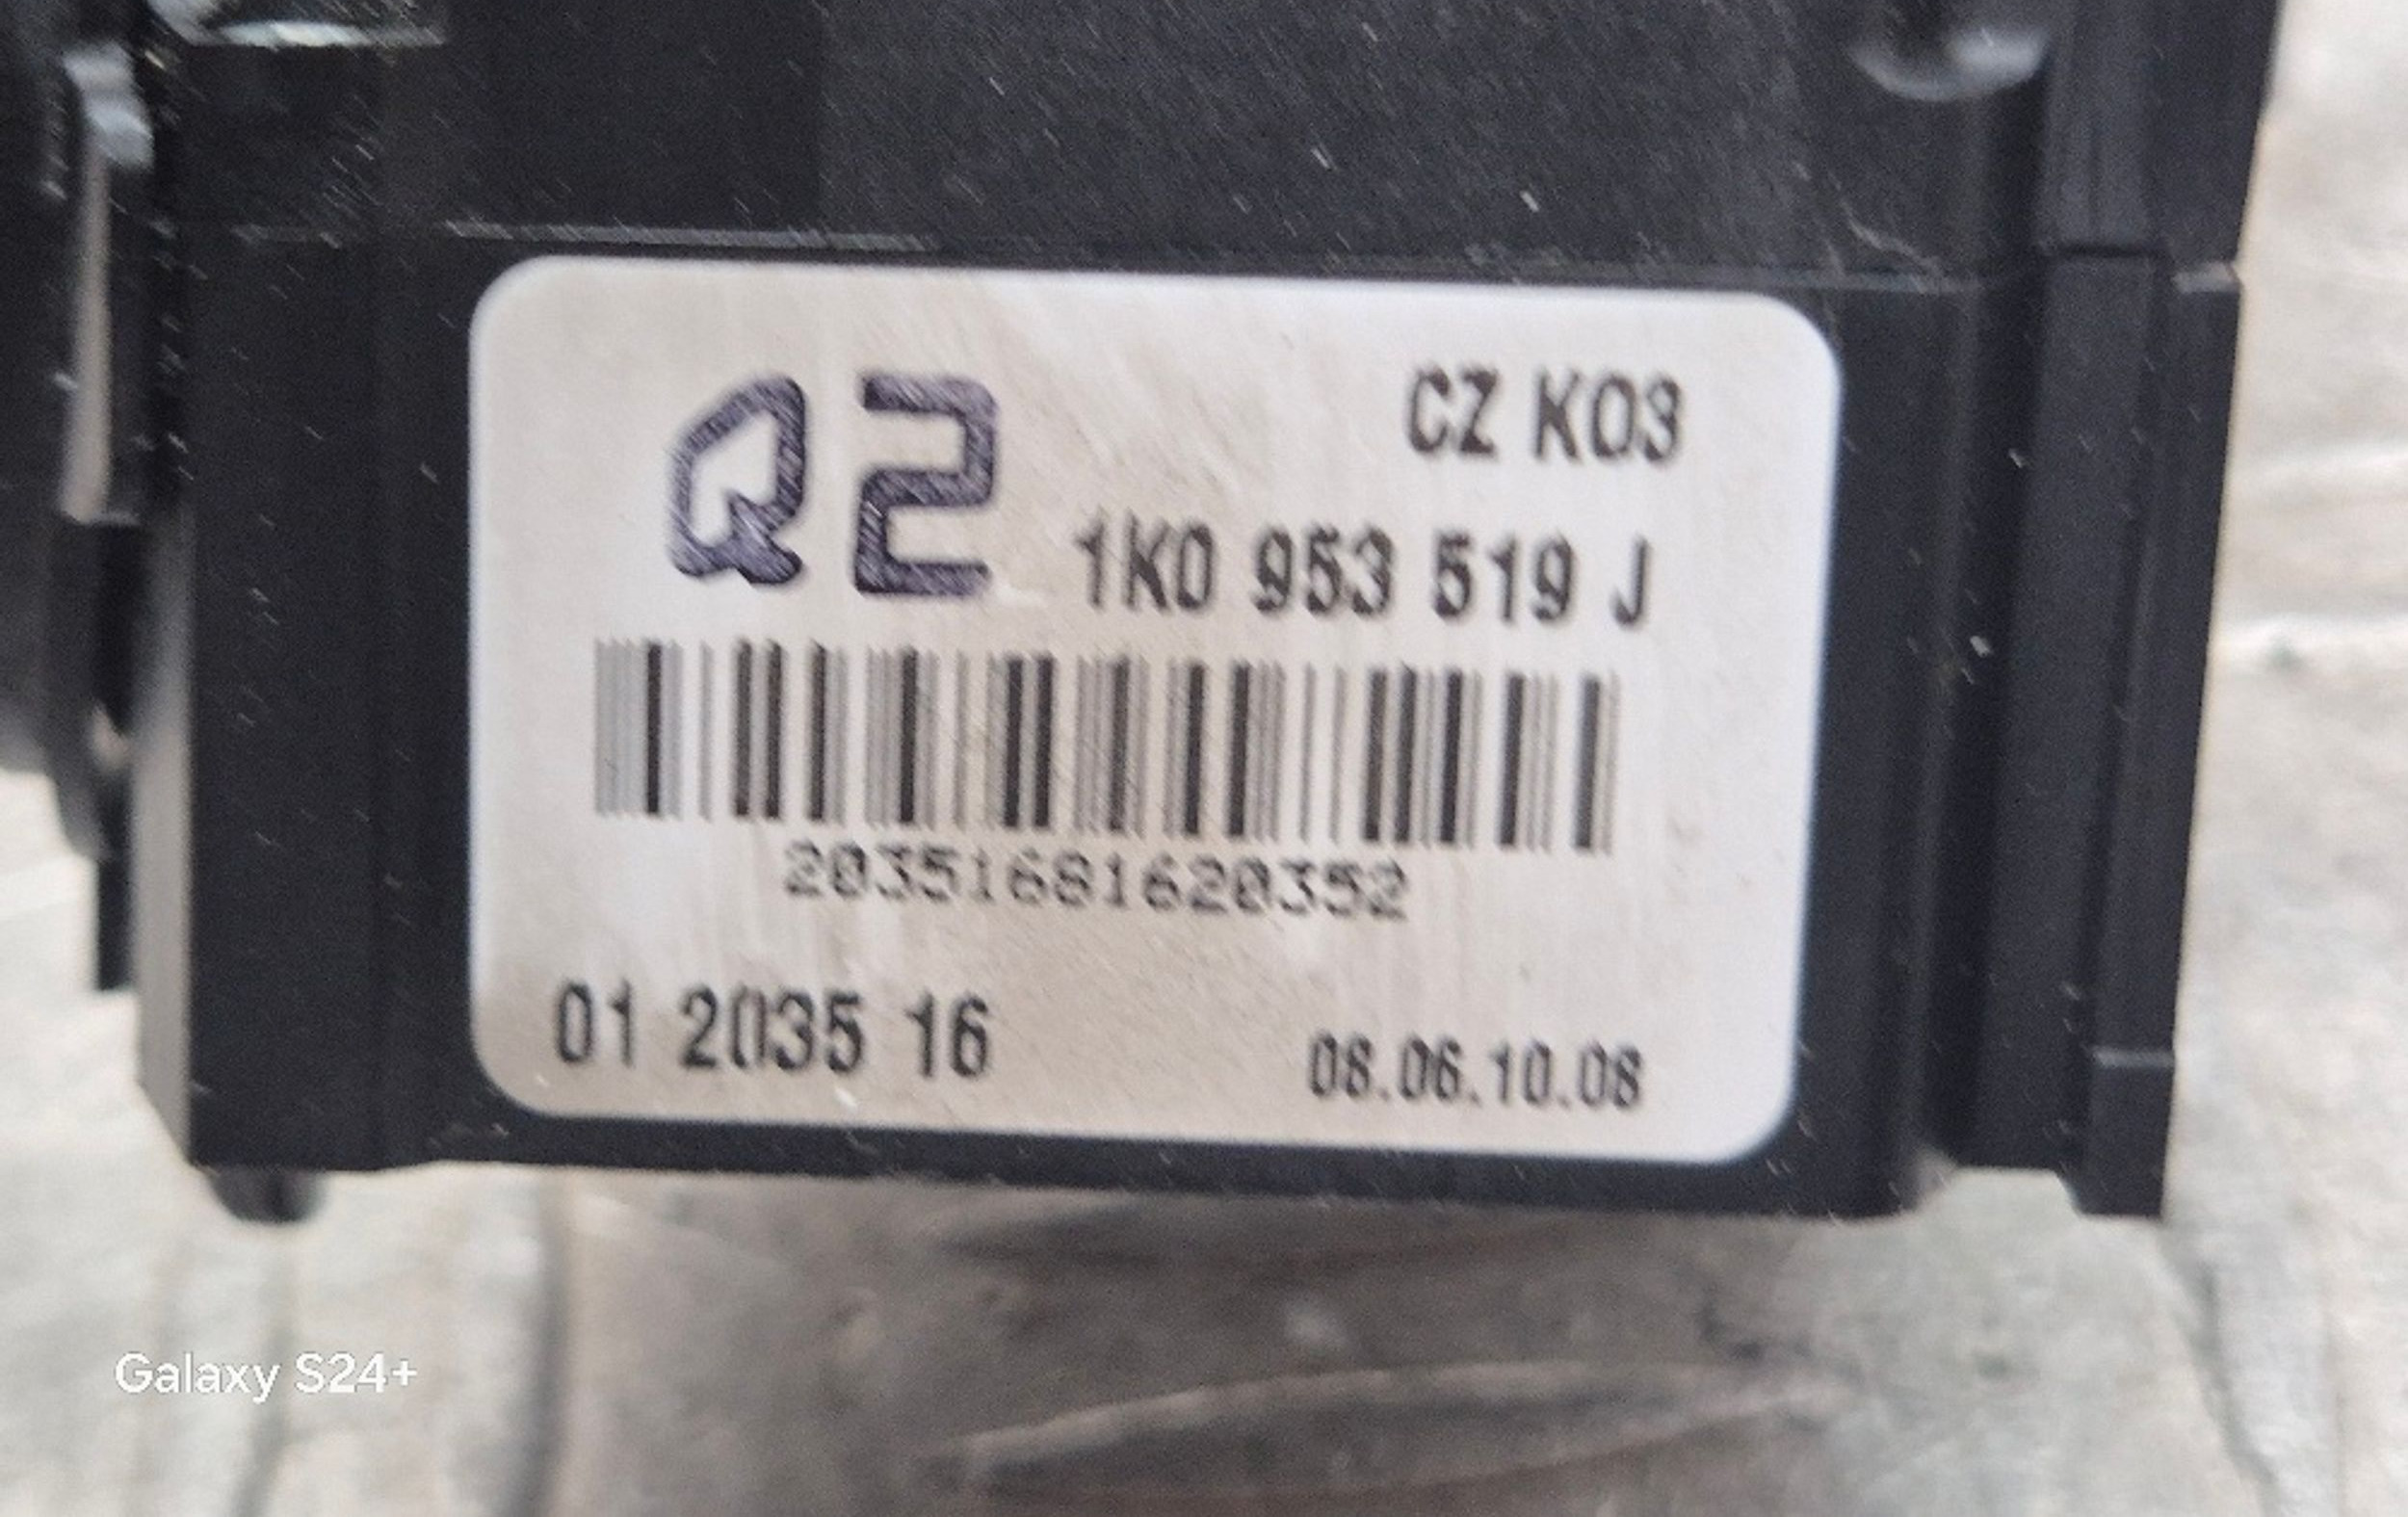 CZ K03
Q2
1K0 953 519 J
20351681620352
01 2035 16
08.06.10.08
Galaxy S24+